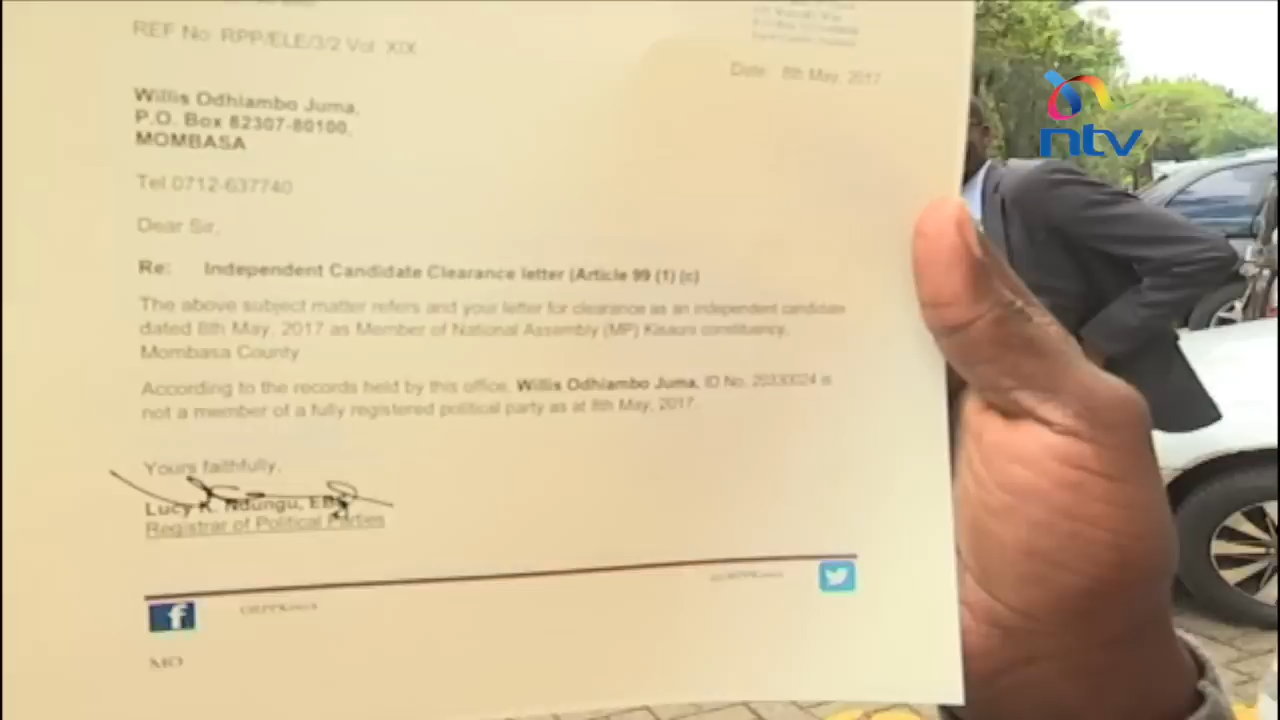 REF No: RPP/ELE/3/2 Vol. XIX
Date: 8th May, 2017
ntv
Willis Odhiambo Juma,
P.O. Box 82307-80100,
MOMBASA
Tel 0712-637740
Dear Sir,
Re: Independent Candidate Clearance letter (Article 99 (1) (c)
The above subject matter refers and your letter for clearance as an independent candidate
dated 8th May, 2017 as Member of National Assembly (MP) Kisauni constituency,
Mombasa County
According to the records held by this office, Willis Odhiambo Juma, ID No. is
not a member of a fully registered political party as at 8th May, 2017.
Yours faithfully,
Lucy K. Ndungu, EBS
Registrar of Political Parties
f
MO